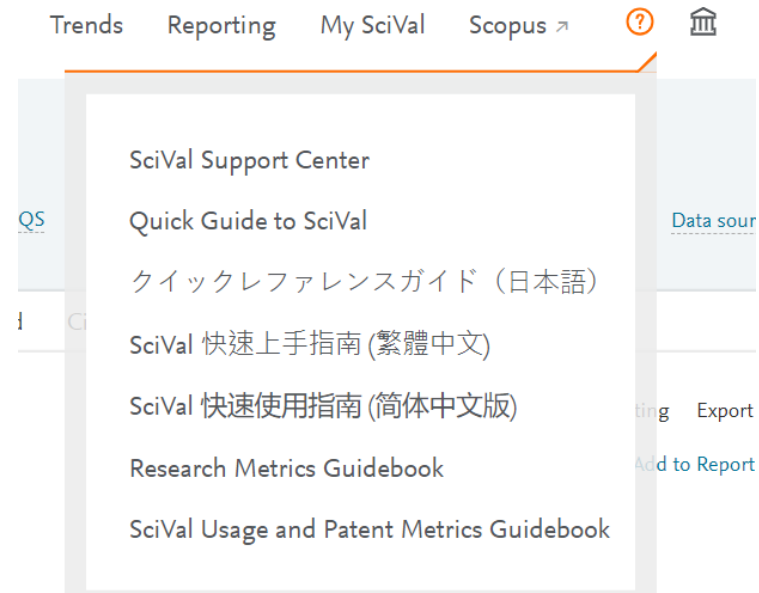 Trends Reporting My SciVal Scopus ↗ ?
SciVal Support Center
QS Quick Guide to SciVal Data sour
クイックレファレンスガイド（日本語）
SciVal 快速上手指南 (繁體中文)
SciVal 快速使用指南 (简体中文版)
ting Export
Research Metrics Guidebook
Add to Report
SciVal Usage and Patent Metrics Guidebook